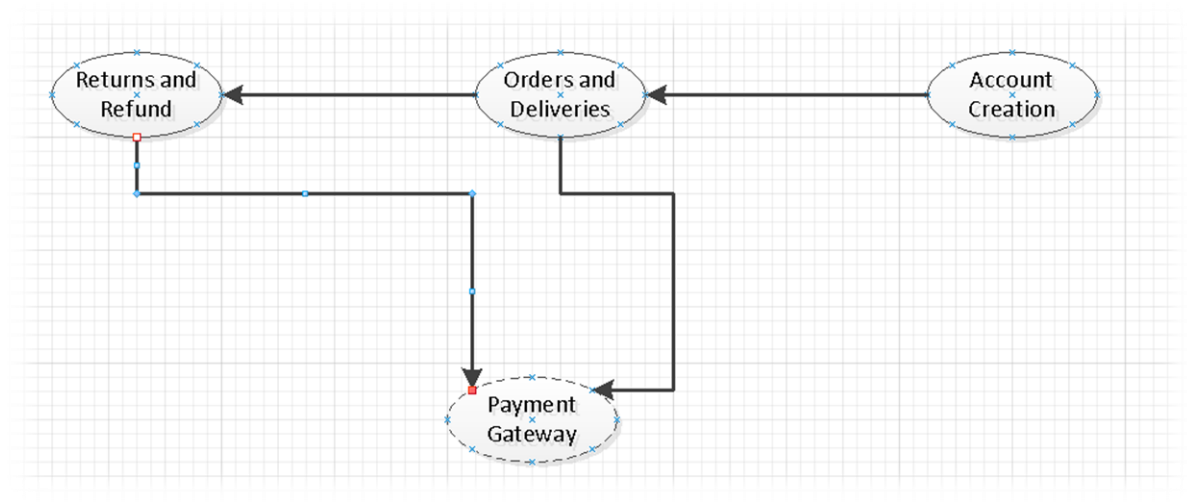 Returns and
Refund
Orders and
Deliveries
Account
Creation
Payment
Gateway